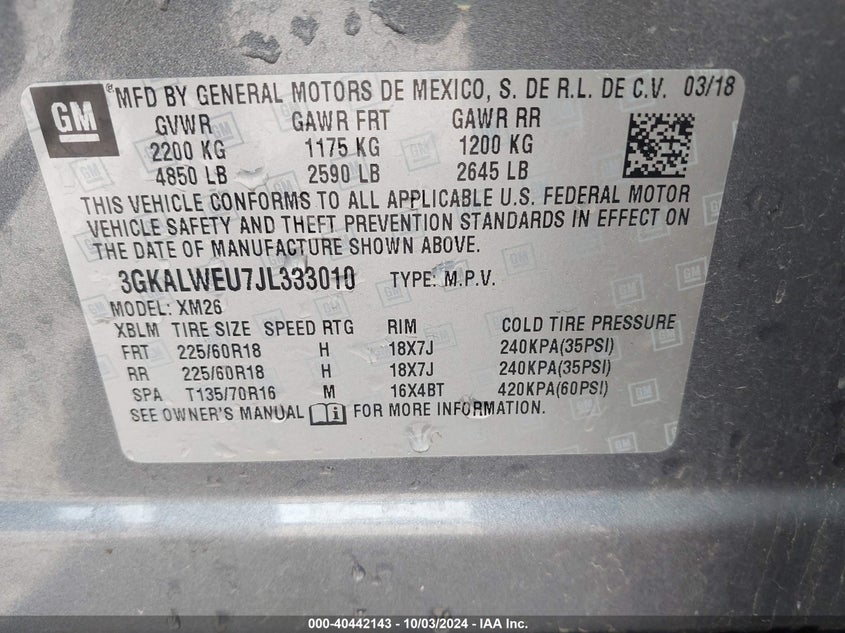 GM ® MFD BY GENERAL MOTORS DE MEXICO, S. DE R.L. DE C.V. 03/18
GVWR GAWR FRT GAWR RR
2200 KG 1175 KG 1200 KG
4850 LB 2590 LB 2645 LB
THIS VEHICLE CONFORMS TO ALL APPLICABLE U.S. FEDERAL MOTOR
VEHICLE SAFETY AND THEFT PREVENTION STANDARDS IN EFFECT ON
THE DATE OF MANUFACTURE SHOWN ABOVE.
3GKALWEU7JL333010 TYPE: M.P.V.
MODEL: XM26
XBLM TIRE SIZE SPEED RTG RIM COLD TIRE PRESSURE
FRT 225/60R18 H 18X7J 240KPA(35PSI)
RR 225/60R18 H 18X7J 240KPA(35PSI)
SPA T135/70R16 M 16X4BT 420KPA(60PSI)
SEE OWNER'S MANUAL FOR MORE INFORMATION.
000-40442143 - 10/03/2024 - IAA Inc.